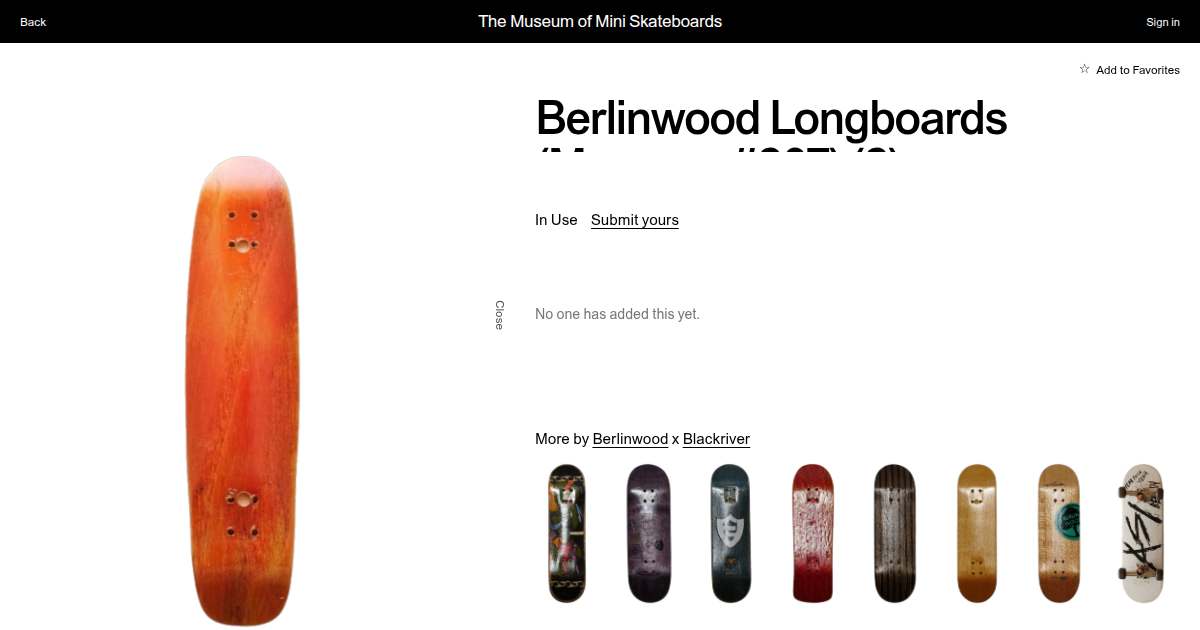 Back
The Museum of Mini Skateboards
Sign in
☆ Add to Favorites
Berlinwood Longboards
In Use Submit yours
Close
No one has added this yet.
More by Berlinwood x Blackriver